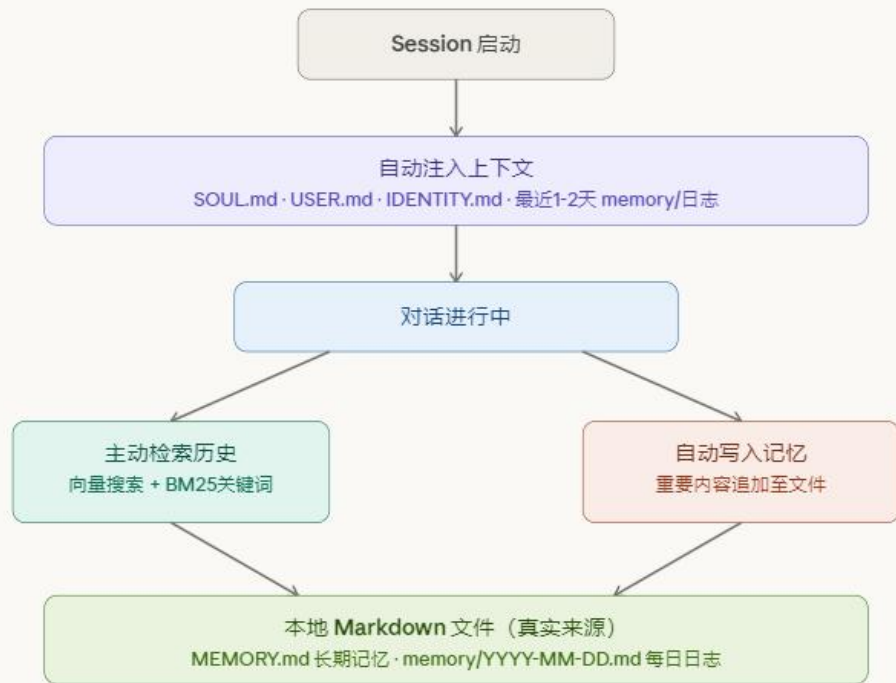 Session 启动
自动注入上下文
SOUL.md · USER.md · IDENTITY.md · 最近1-2天 memory/日志
对话进行中
主动检索历史
向量搜索 + BM25关键词
自动写入记忆
重要内容追加至文件
本地 Markdown 文件（真实来源）
MEMORY.md 长期记忆 · memory/YYYY-MM-DD.md 每日日志